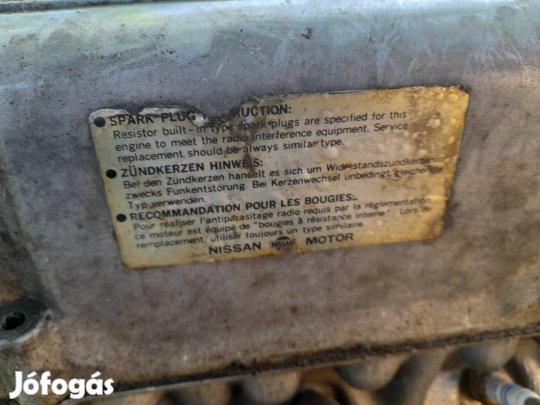 SPARK PLUG INSTRUCTION:
Resistor built-in type spark plugs are specified for this
engine to meet the radio interference equipment. Service
replacement should be always similar type.
ZÜNDKERZEN HINWEIS:
Bei den Zündkerzen handelt es sich um Widerstandszündkerzen
zwecks Funkentstörung. Bei Kerzenwechsel unbedingt gleichen
Typ verwenden.
RECOMMANDATION POUR LES BOUGIES:
Pour réaliser l'antiparasitage radio requis par la réglementation
ce moteur est équipé de "bougies à résistance interne". Lors du
remplacement, utiliser toujours un type similaire.
NISSAN MOTOR
Jófogás